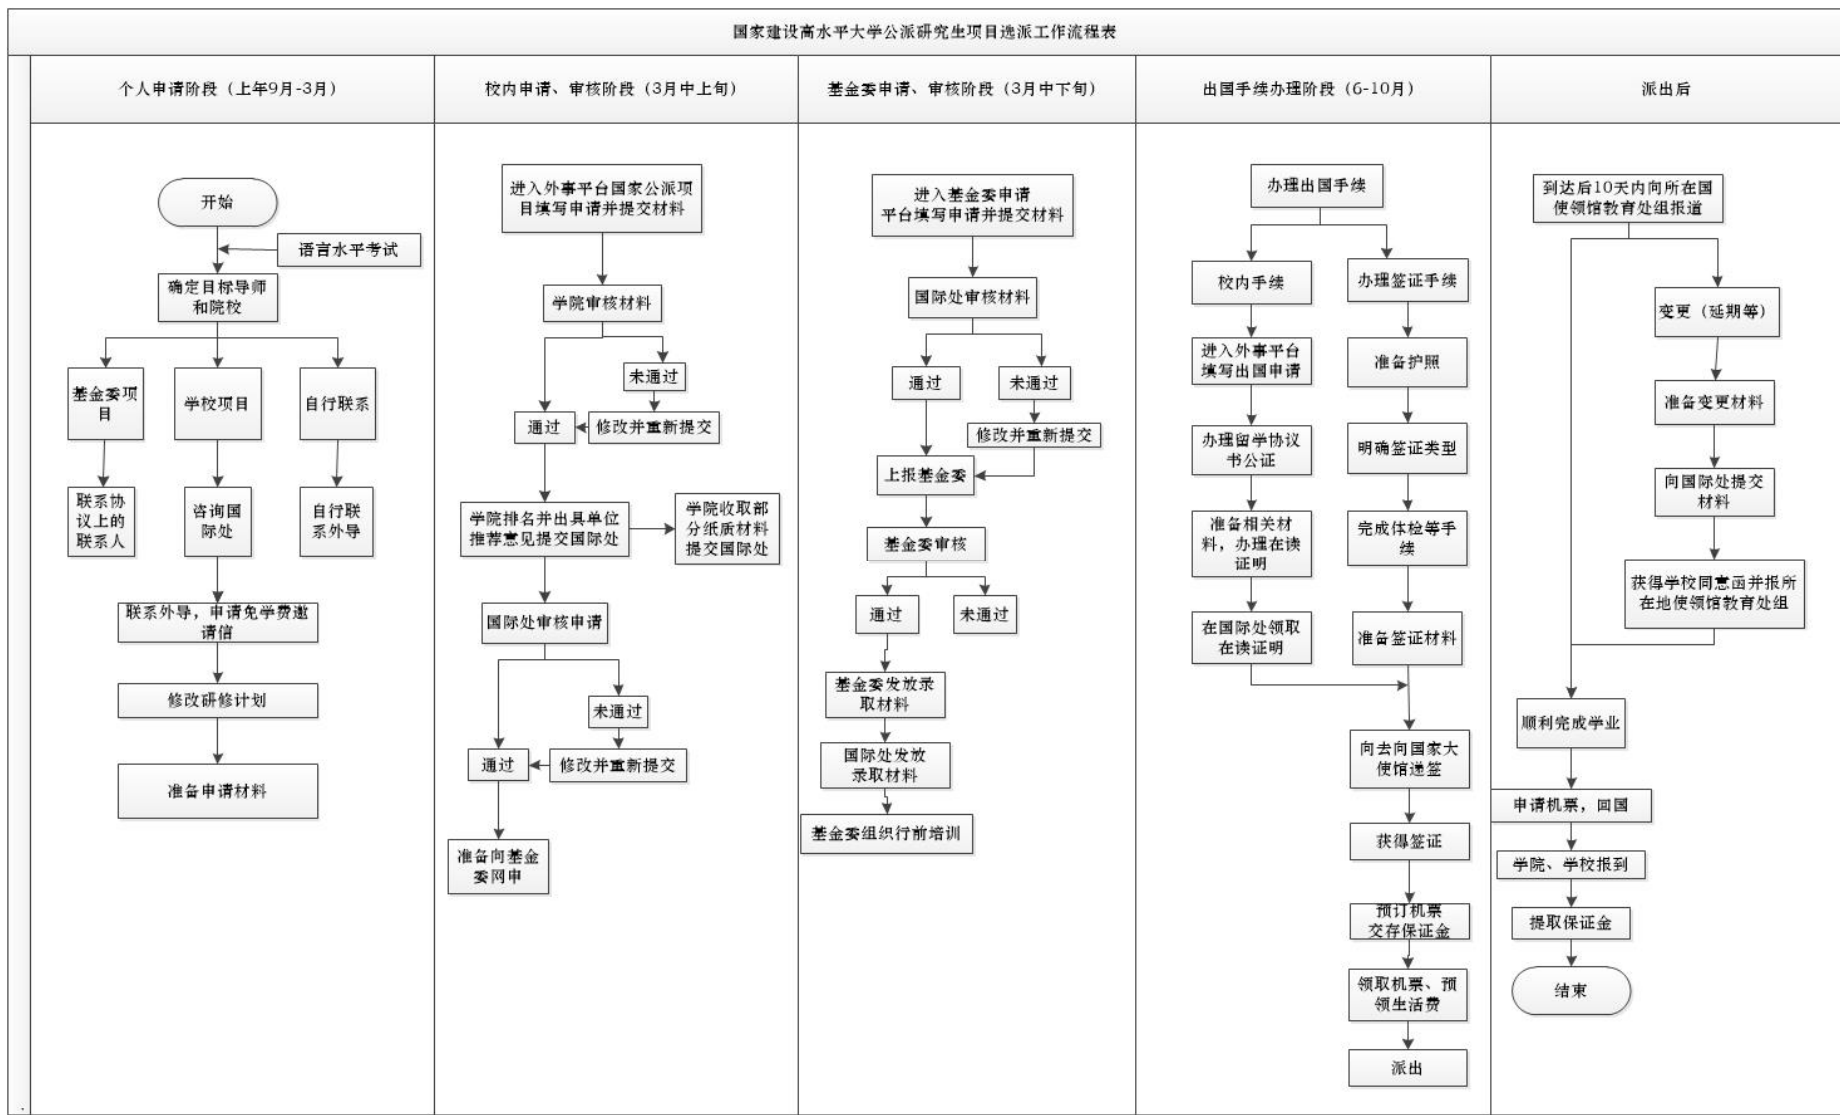 国家建设高水平大学公派研究生项目选派工作流程表
个人申请阶段（上年9月-3月）
校内申请、审核阶段（3月中上旬）
基金委申请、审核阶段（3月中下旬）
出国手续办理阶段（6-10月）
派出后
开始
语言水平考试
确定目标导师
和院校
基金委项
目
学校项目
自行联系
联系协
议上的
联系人
咨询国
际处
自行联
系外导
联系外导，申请免学费邀
请信
修改研修计划
准备申请材料
进入外事平台国家公派项
目填写申请并提交材料
学院审核材料
未通过
通过
修改并重新提交
学院排名并出具单位
推荐意见提交国际处
学院收取部
分纸质材料
提交国际处
国际处审核申请
未通过
通过
修改并重新提交
准备向基金
委网申
进入基金委申请
平台填写申请并提交材料
国际处审核材料
通过
未通过
修改并重新提交
上报基金委
基金委审核
通过
未通过
基金委发放录
取材料
国际处发放
录取材料
基金委组织行前培训
办理出国手续
校内手续
办理签证手续
进入外事平台
填写出国申请
准备护照
办理留学协议
书公证
明确签证类型
准备相关材
料，办理在读
证明
完成体检等手
续
在国际处领取
在读证明
准备签证材料
向去向国家大
使馆递签
获得签证
预订机票
交存保证金
领取机票、预
领生活费
派出
到达后10天内向所在国
使领馆教育处组报道
变更（延期等）
准备变更材料
向国际处提交
材料
获得学校同意函并报所
在地使领馆教育处组
顺利完成学业
申请机票，回国
学院、学校报到
提取保证金
结束